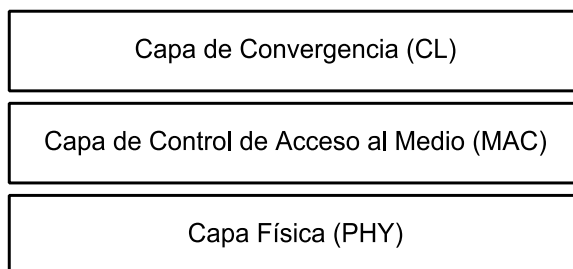 Capa de Convergencia (CL)
Capa de Control de Acceso al Medio (MAC)
Capa Física (PHY)